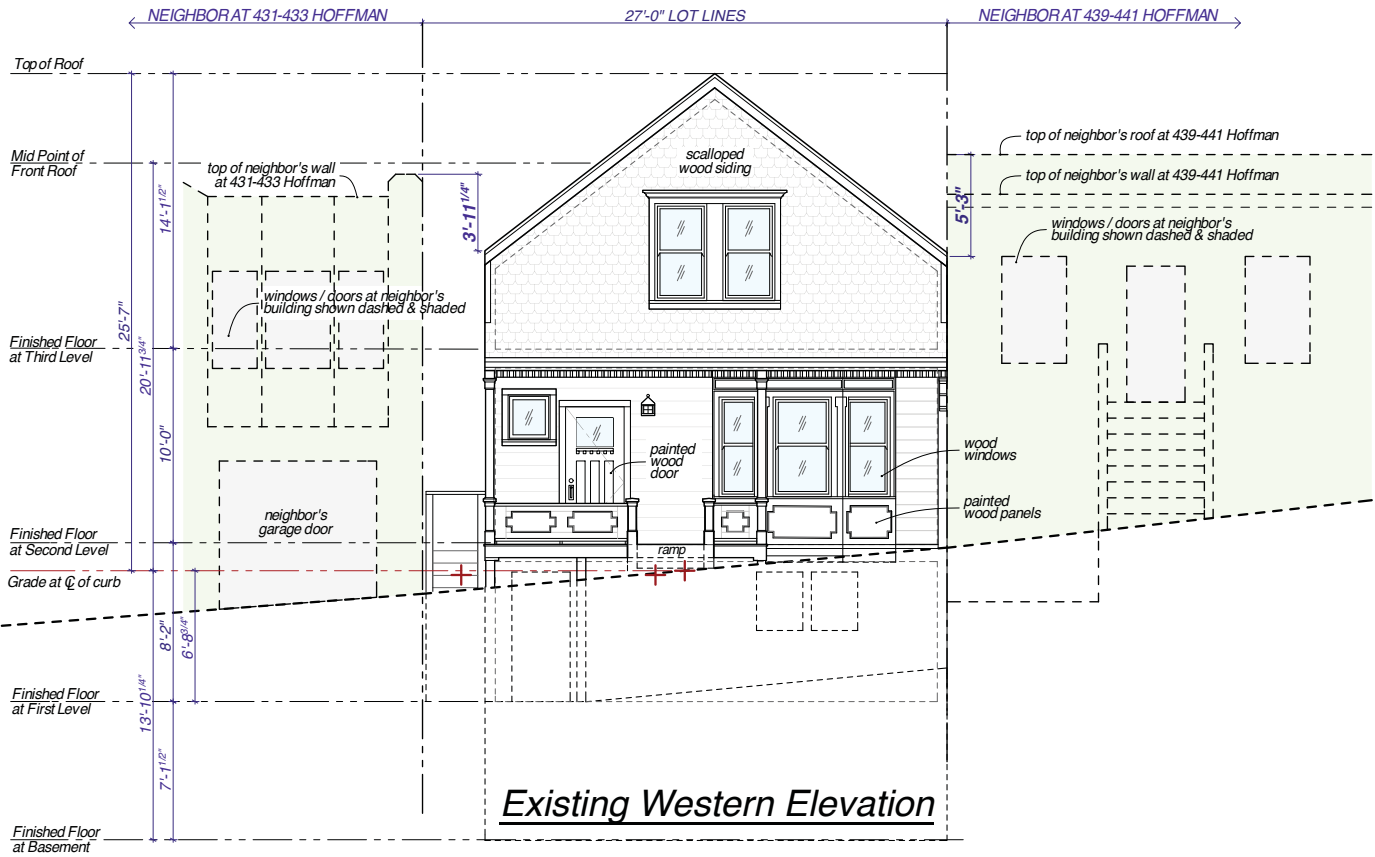 NEIGHBOR AT 431-433 HOFFMAN
27'-0" LOT LINES
NEIGHBOR AT 439-441 HOFFMAN
Top of Roof
Mid Point of
Front Roof
top of neighbor's wall
at 431-433 Hoffman
scalloped
wood siding
top of neighbor's roof at 439-441 Hoffman
top of neighbor's wall at 439-441 Hoffman
windows / doors at neighbor's
building shown dashed & shaded
14'-1 1/2"
3'-11 1/4"
5'-3"
windows / doors at neighbor's
building shown dashed & shaded
25'-7"
Finished Floor
at Third Level
20'-11 3/4"
10'-0"
painted
wood
door
wood
windows
painted
wood panels
neighbor's
garage door
Finished Floor
at Second Level
ramp
Grade at ℄ of curb
8'-2"
6'-8 3/4"
Finished Floor
at First Level
13'-10 1/4"
7'-1 1/2"
Existing Western Elevation
Finished Floor
at Basement